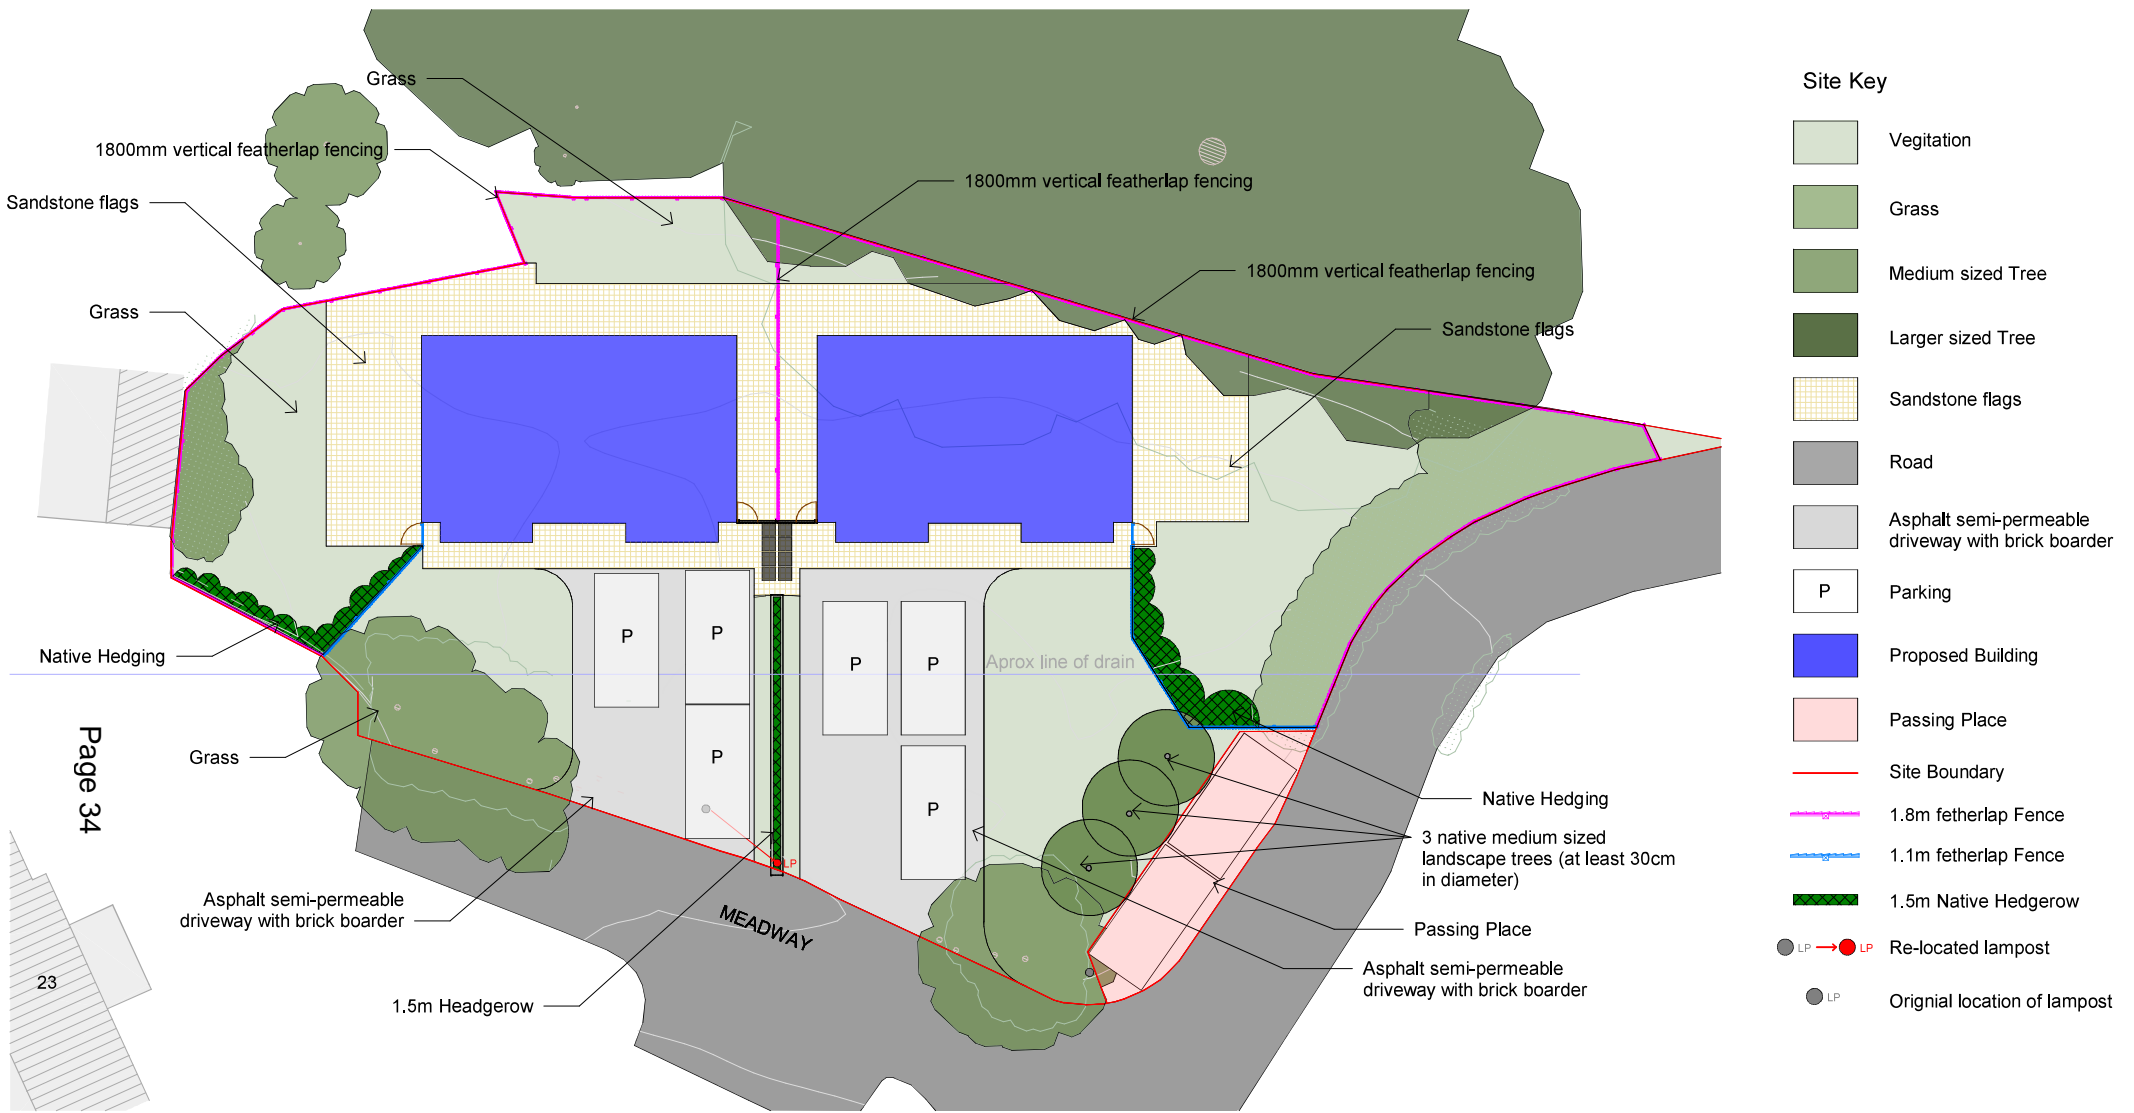 Grass
1800mm vertical featherlap fencing
Sandstone flags
Grass
1800mm vertical featherlap fencing
1800mm vertical featherlap fencing
Sandstone flags
Native Hedging
Grass
Page 34
Asphalt semi-permeable
driveway with brick boarder
23
1.5m Headgerow
MEADWAY
P
P
P
P
P
P
P
LP
Aprox line of drain
Native Hedging
3 native medium sized
landscape trees (at least 30cm
in diameter)
Passing Place
Asphalt semi-permeable
driveway with brick boarder
Site Key
Vegitation
Grass
Medium sized Tree
Larger sized Tree
Sandstone flags
Road
Asphalt semi-permeable
driveway with brick boarder
P Parking
Proposed Building
Passing Place
Site Boundary
1.8m fetherlap Fence
1.1m fetherlap Fence
1.5m Native Hedgerow
LP LP Re-located lampost
LP Orignial location of lampost